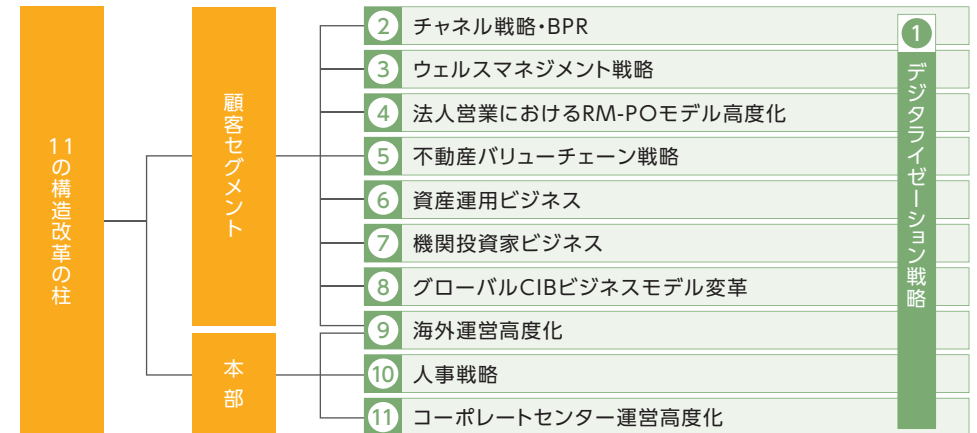 11の構造改革の柱
顧客セグメント
本部
② チャネル戦略・BPR
③ ウェルスマネジメント戦略
④ 法人営業におけるRM-POモデル高度化
⑤ 不動産バリューチェーン戦略
⑥ 資産運用ビジネス
⑦ 機関投資家ビジネス
⑧ グローバルCIBビジネスモデル変革
⑨ 海外運営高度化
⑩ 人事戦略
⑪ コーポレートセンター運営高度化
① デジタライゼーション戦略